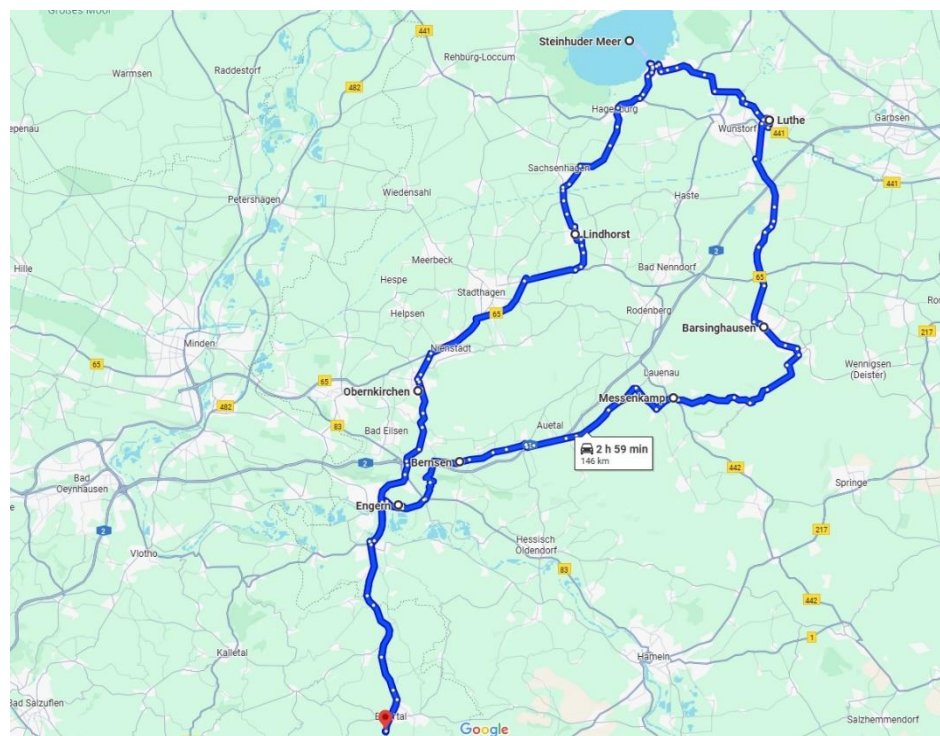 Großes Moor
Steinhuder Meer
441
Rehburg-Loccum
Warmsen
Raddestorf
482
Hagenburg
Luthe
Garbsen
Wunstorf
441
Sachsenhagen
441
Wiedensahl
Haste
Petershagen
Lindhorst
2
Meerbeck
Bad Nenndorf
Hille
Hespe
65
Stadthagen
Helpsen
65
Rodenberg
Barsinghausen
217
Minden
Nienstädt
65
Wennigsen
(Deister)
65
Lauenau
Obernkirchen
Messenkamp
482
83
Auetal
Bad Eilsen
2 h 59 min
146 km
2
Bernsen
442
Bad
Oeynhausen
Springe
Engern
2
Hessisch
Oldendorf
217
Vlotho
83
442
1
Kalletal
Hameln
Bad Salzuflen
Google
Salzhemmendorf